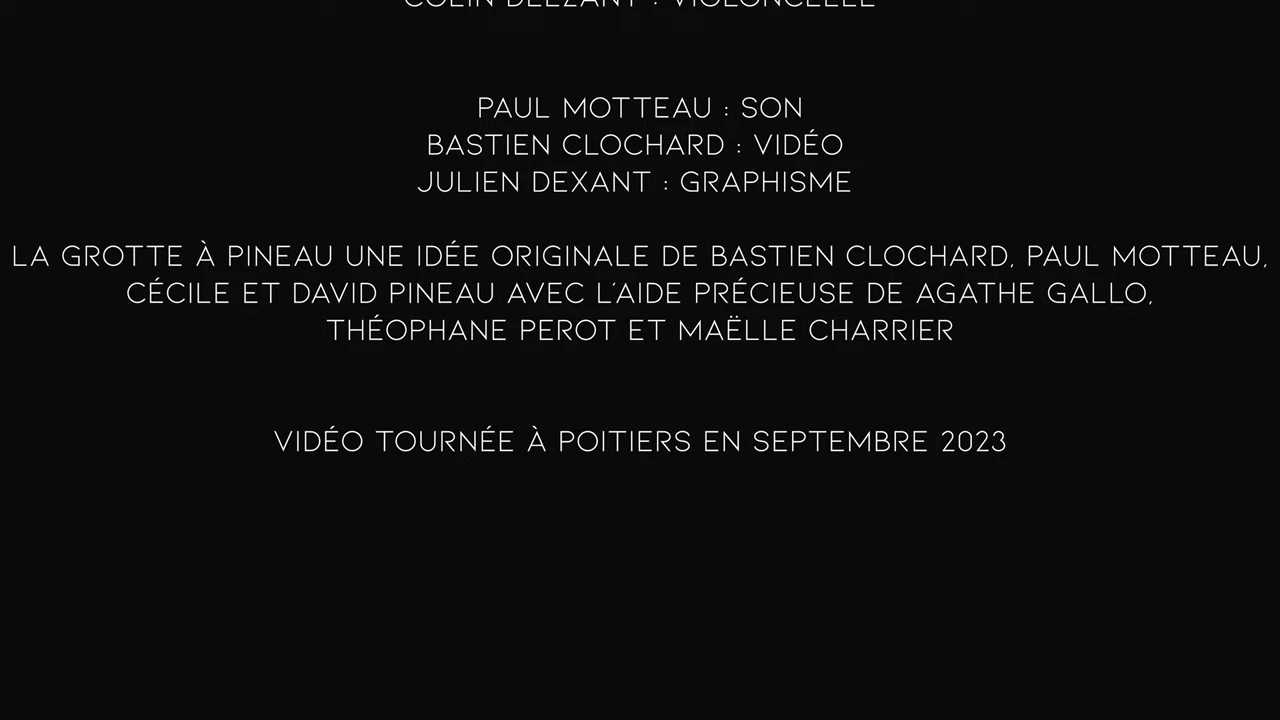 PAUL MOTTEAU : SON
BASTIEN CLOCHARD : VIDÉO
JULIEN DEXANT : GRAPHISME
LA GROTTE À PINEAU UNE IDÉE ORIGINALE DE BASTIEN CLOCHARD, PAUL MOTTEAU,
CÉCILE ET DAVID PINEAU AVEC L'AIDE PRÉCIEUSE DE AGATHE GALLO,
THÉOPHANE PEROT ET MAËLLE CHARRIER
VIDÉO TOURNÉE À POITIERS EN SEPTEMBRE 2023